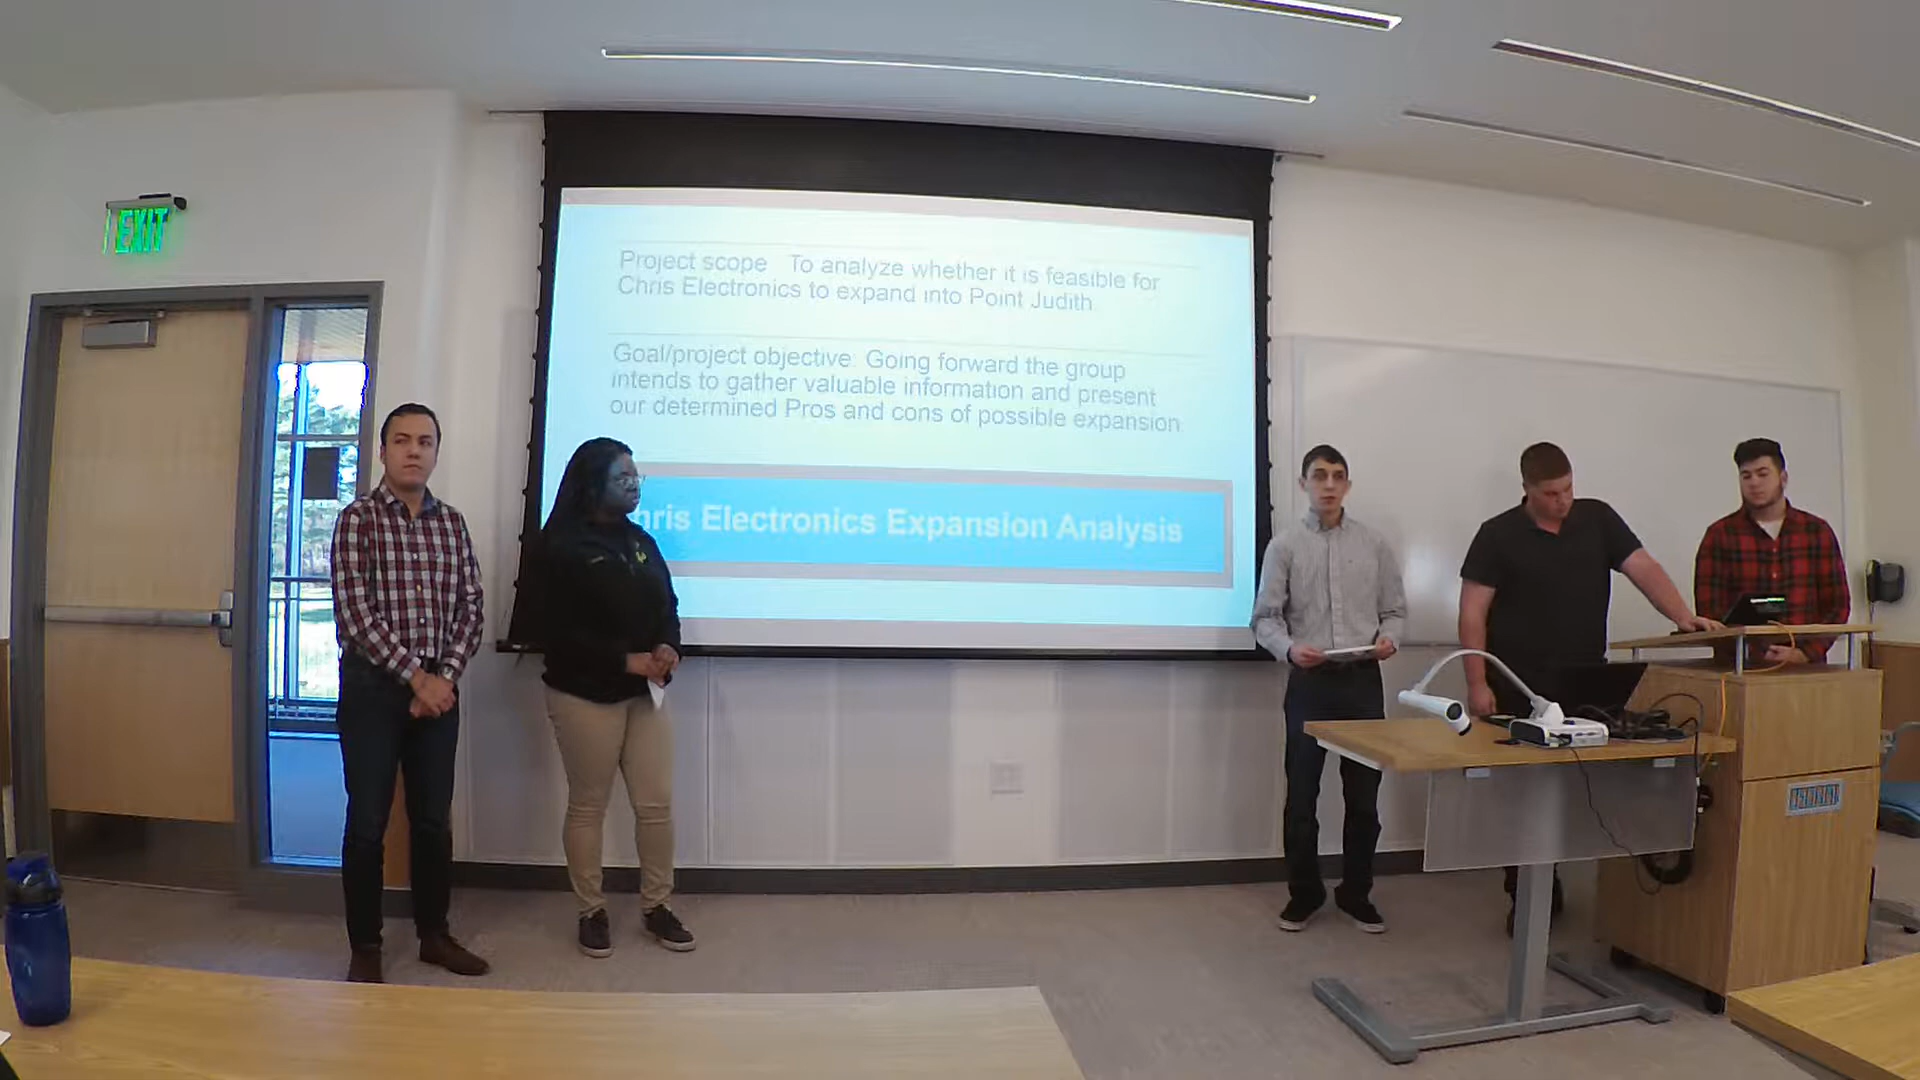 EXIT
Project scope To analyze whether it is feasible for
Chris Electronics to expand into Point Judith
Goal/project objective. Going forward the group
intends to gather valuable information and present
our determined Pros and cons of possible expansion
hris Electronics Expansion Analysis